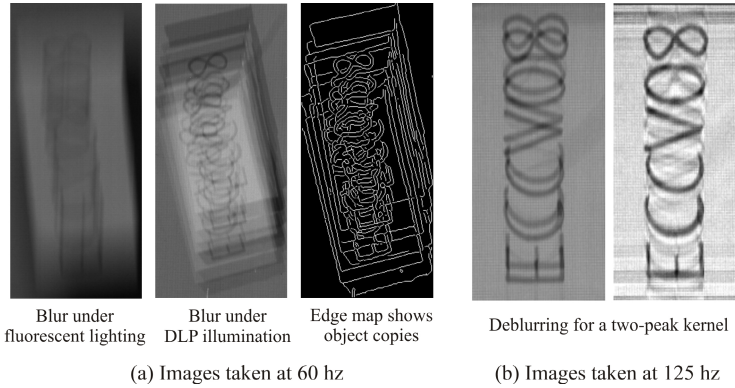 ECCV08
ECCV08
Blur under
fluorescent lighting
Blur under
DLP illumination
Edge map shows
object copies
Deblurring for a two-peak kernel
(a) Images taken at 60 hz
(b) Images taken at 125 hz